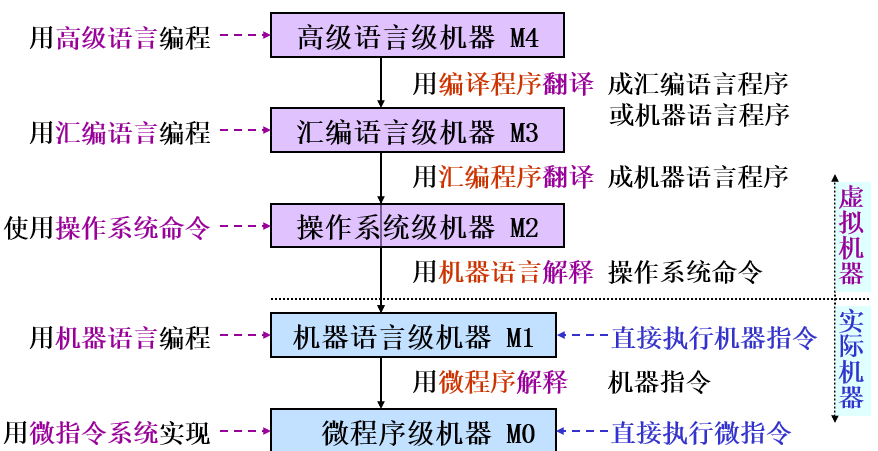 用高级语言编程 高级语言级机器 M4
用编译程序翻译 成汇编语言程序
或机器语言程序
用汇编语言编程 汇编语言级机器 M3
用汇编程序翻译 成机器语言程序
使用操作系统命令 操作系统级机器 M2
虚拟机器
用机器语言解释 操作系统命令
用机器语言编程 机器语言级机器 M1 直接执行机器指令
实际机器
用微程序解释 机器指令
用微指令系统实现 微程序级机器 M0 直接执行微指令